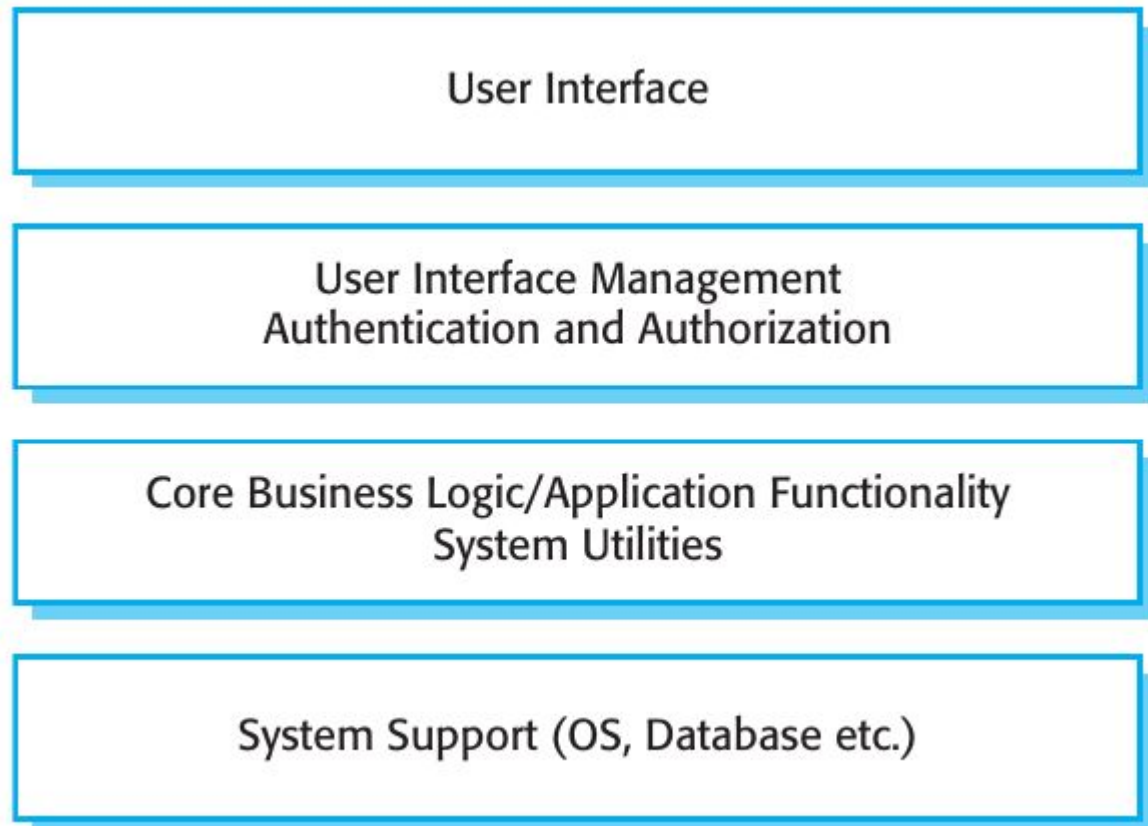 User Interface
User Interface Management
Authentication and Authorization
Core Business Logic/Application Functionality
System Utilities
System Support (OS, Database etc.)